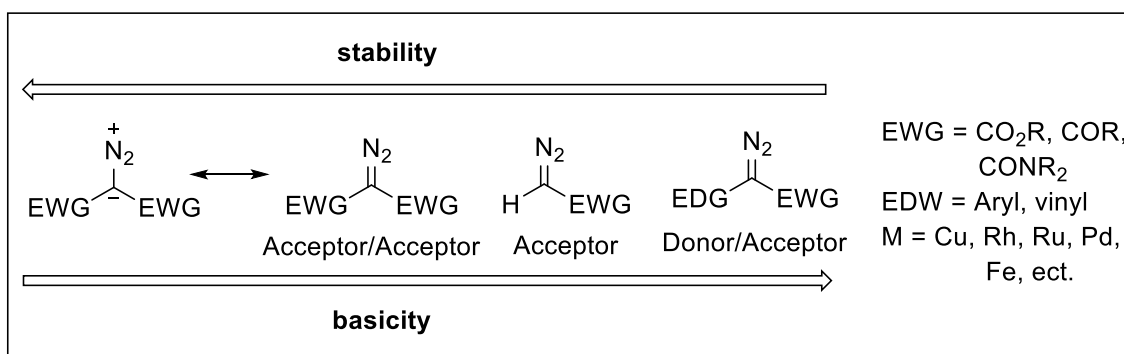 stability
+
N2
EWG EWG
−
N2
EWG EWG
Acceptor/Acceptor
N2
H EWG
Acceptor
N2
EDG EWG
Donor/Acceptor
EWG = CO2R, COR,
CONR2
EDW = Aryl, vinyl
M = Cu, Rh, Ru, Pd,
Fe, ect.
basicity